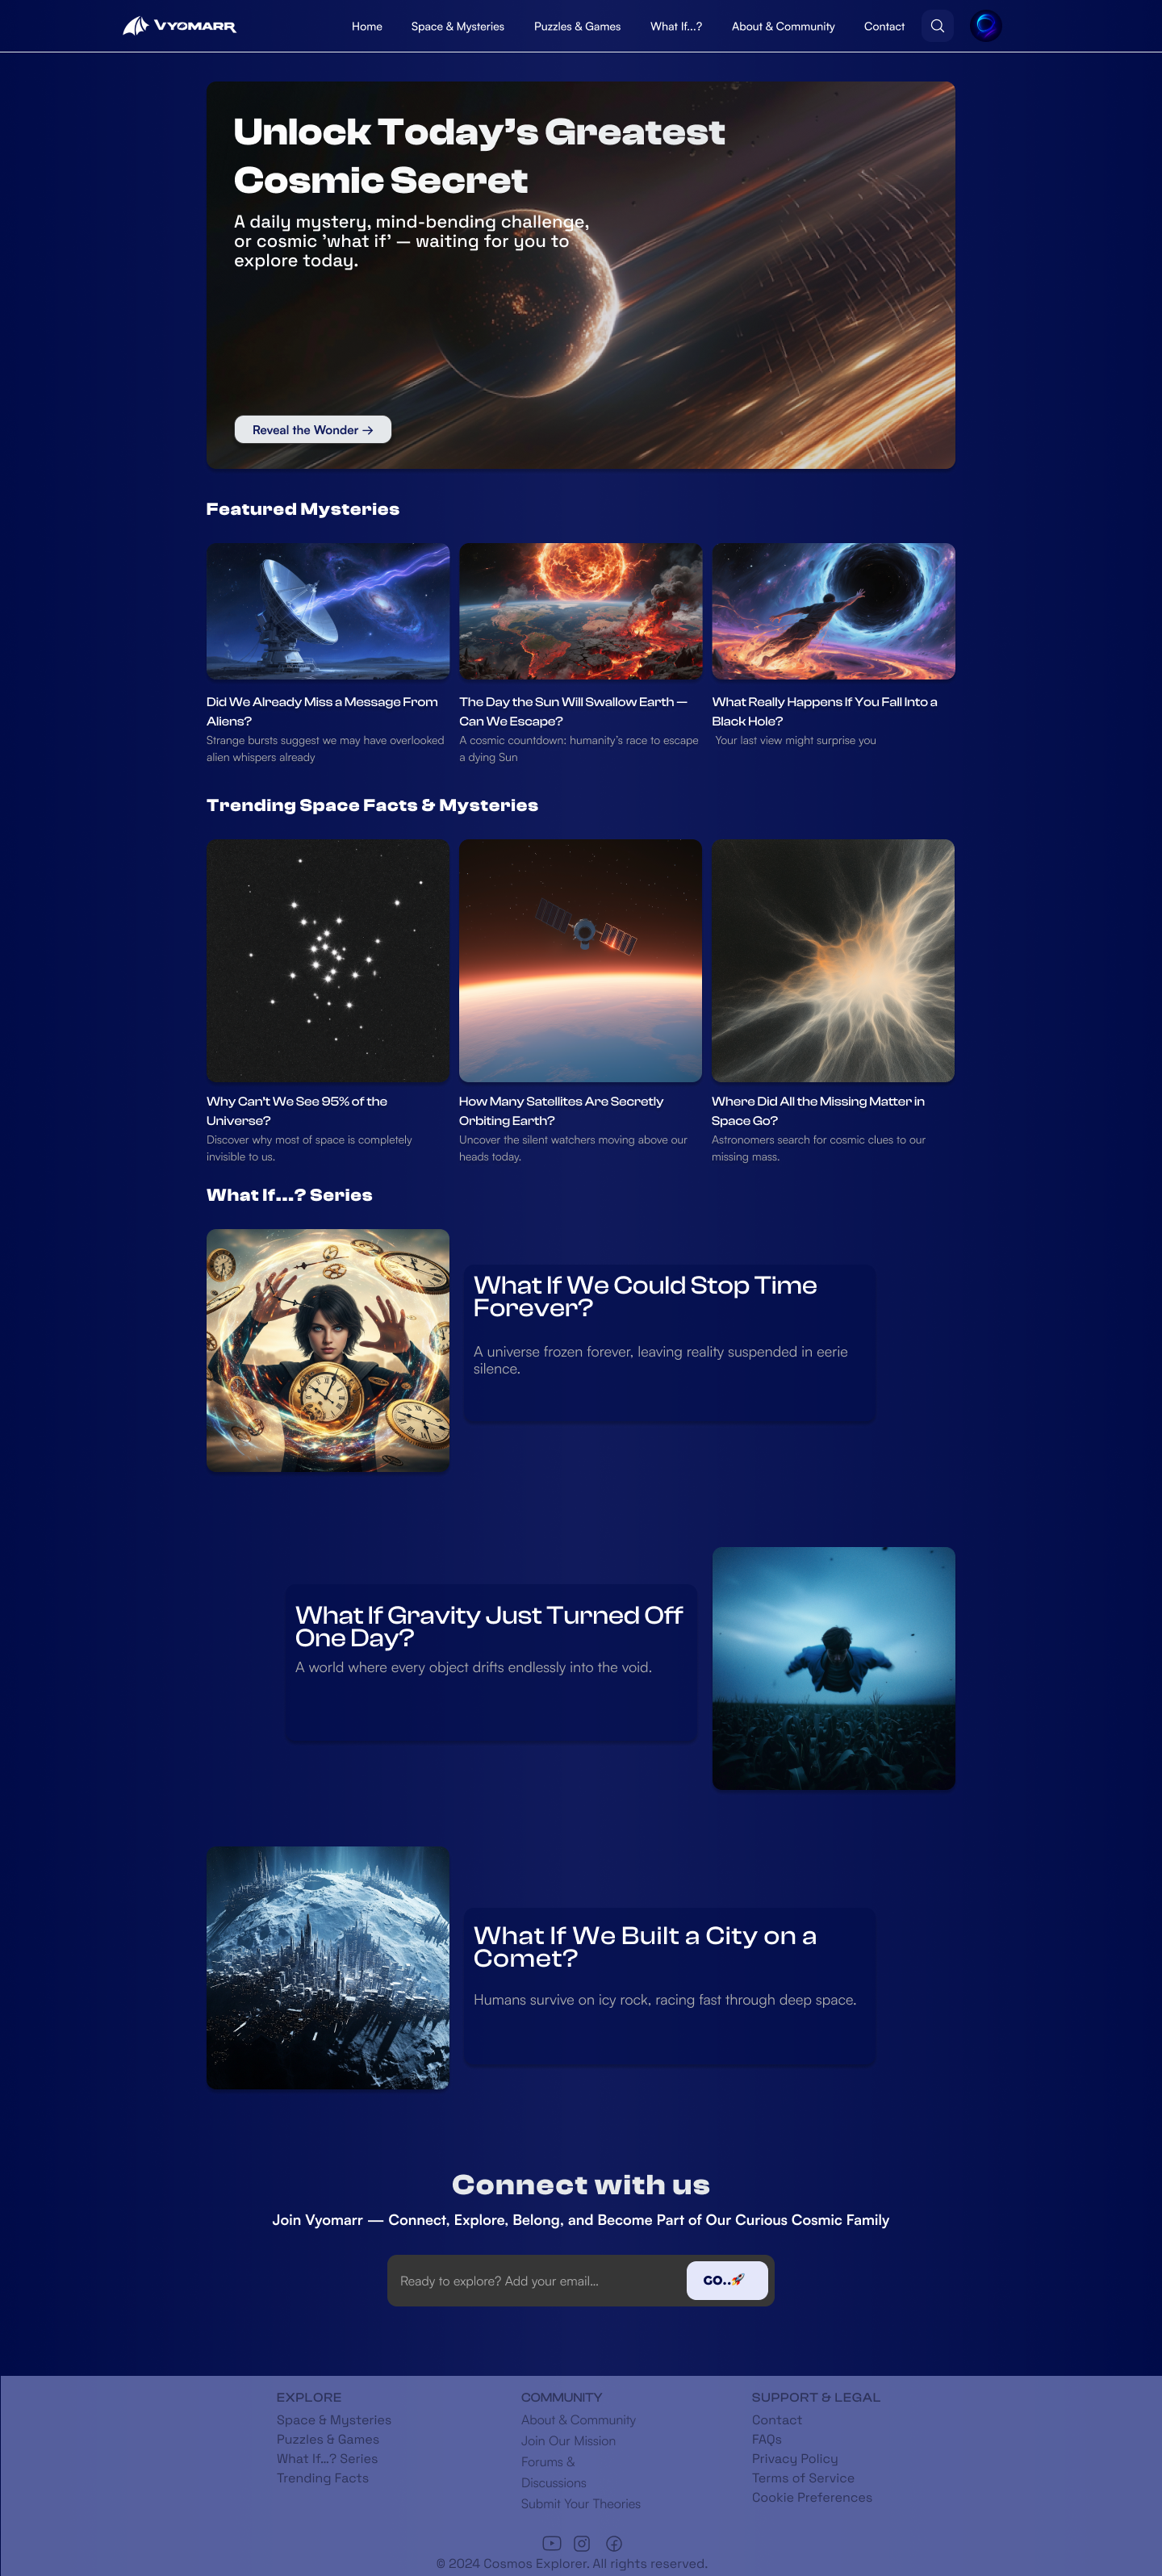 VYOMARR
Home
Space & Mysteries
Puzzles & Games
What If...?
About & Community
Contact
Unlock Today’s Greatest
Cosmic Secret
A daily mystery, mind-bending challenge,
or cosmic 'what if' — waiting for you to
explore today.
Reveal the Wonder →
Featured Mysteries
Did We Already Miss a Message From
Aliens?
Strange bursts suggest we may have overlooked
alien whispers already
The Day the Sun Will Swallow Earth —
Can We Escape?
A cosmic countdown: humanity’s race to escape
a dying Sun
What Really Happens If You Fall Into a
Black Hole?
Your last view might surprise you
Trending Space Facts & Mysteries
Why Can’t We See 95% of the
Universe?
Discover why most of space is completely
invisible to us.
How Many Satellites Are Secretly
Orbiting Earth?
Uncover the silent watchers moving above our
heads today.
Where Did All the Missing Matter in
Space Go?
Astronomers search for cosmic clues to our
missing mass.
What If...? Series
What If We Could Stop Time
Forever?
A universe frozen forever, leaving reality suspended in eerie
silence.
What If Gravity Just Turned Off
One Day?
A world where every object drifts endlessly into the void.
What If We Built a City on a
Comet?
Humans survive on icy rock, racing fast through deep space.
Connect with us
Join Vyomarr — Connect, Explore, Belong, and Become Part of Our Curious Cosmic Family
Ready to explore? Add your email...
GO..🚀
EXPLORE
Space & Mysteries
Puzzles & Games
What If...? Series
Trending Facts
COMMUNITY
About & Community
Join Our Mission
Forums &
Discussions
Submit Your Theories
SUPPORT & LEGAL
Contact
FAQs
Privacy Policy
Terms of Service
Cookie Preferences
© 2024 Cosmos Explorer. All rights reserved.